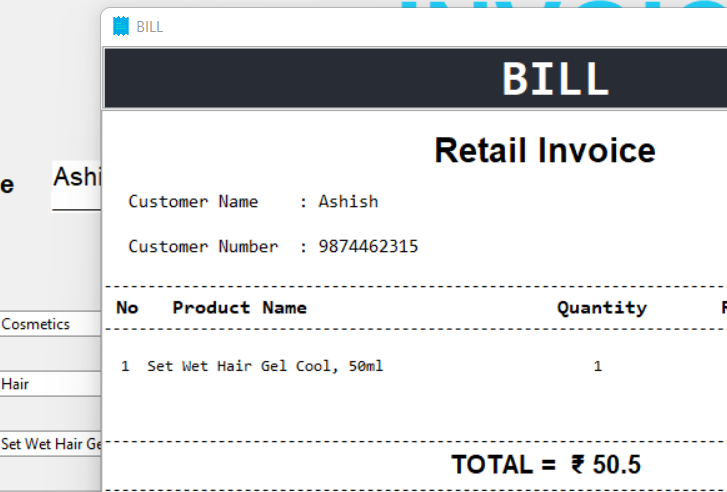 BILL
BILL
Retail Invoice
e
Ashi
Customer Name : Ashish
Customer Number : 9874462315
No Product Name Quantity
Cosmetics
1 Set Wet Hair Gel Cool, 50ml 1
Hair
Set Wet Hair Ge
TOTAL = ₹ 50.5